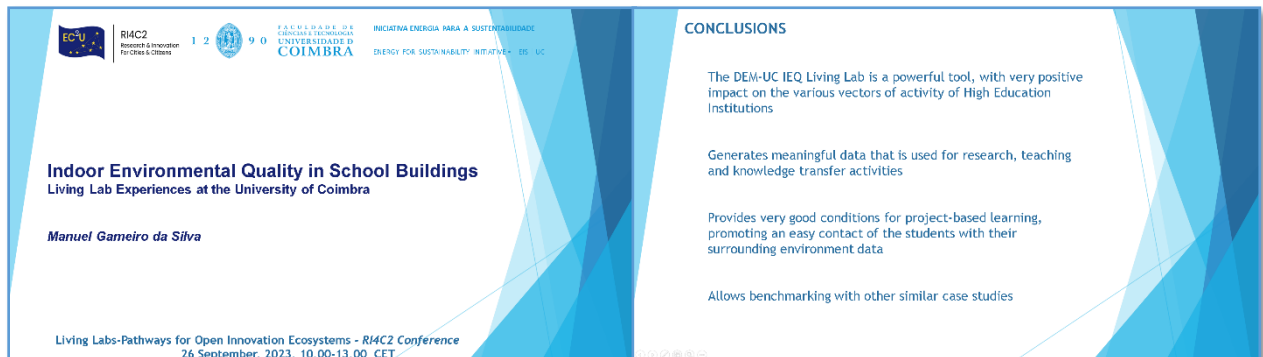 EC²U
RI4C2
Research & Innovation
For Cities & Citizens
1 2 9 0
FACULDADE DE
CIÊNCIAS E TECNOLOGIA
UNIVERSIDADE D
COIMBRA
INICIATIVA ENERGIA PARA A SUSTENTABILIDADE
ENERGY FOR SUSTAINABILITY INITIATIVE - EfS UC
Indoor Environmental Quality in School Buildings
Living Lab Experiences at the University of Coimbra
Manuel Gameiro da Silva
Living Labs-Pathways for Open Innovation Ecosystems - RI4C2 Conference
26 September, 2023, 10.00-13.00 CET
CONCLUSIONS
The DEM-UC IEQ Living Lab is a powerful tool, with very positive
impact on the various vectors of activity of High Education
Institutions
Generates meaningful data that is used for research, teaching
and knowledge transfer activities
Provides very good conditions for project-based learning,
promoting an easy contact of the students with their
surrounding environment data
Allows benchmarking with other similar case studies